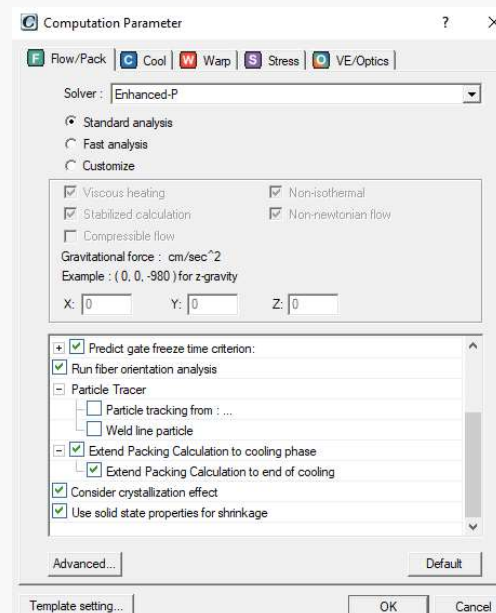 Computation Parameter ?
F Flow/Pack C Cool W Warp S Stress O VE/Optics
Solver : Enhanced-P
Standard analysis
Fast analysis
Customize
Viscous heating Non-isothermal
Stabilized calculation Non-newtonian flow
Compressible flow
Gravitational force : cm/sec^2
Example : ( 0, 0, -980 ) for z-gravity
X: 0 Y: 0 Z: 0
Predict gate freeze time criterion:
Run fiber orientation analysis
Particle Tracer
Particle tracking from : ...
Weld line particle
Extend Packing Calculation to cooling phase
Extend Packing Calculation to end of cooling
Consider crystallization effect
Use solid state properties for shrinkage
Advanced... Default
Template setting... OK Cancel